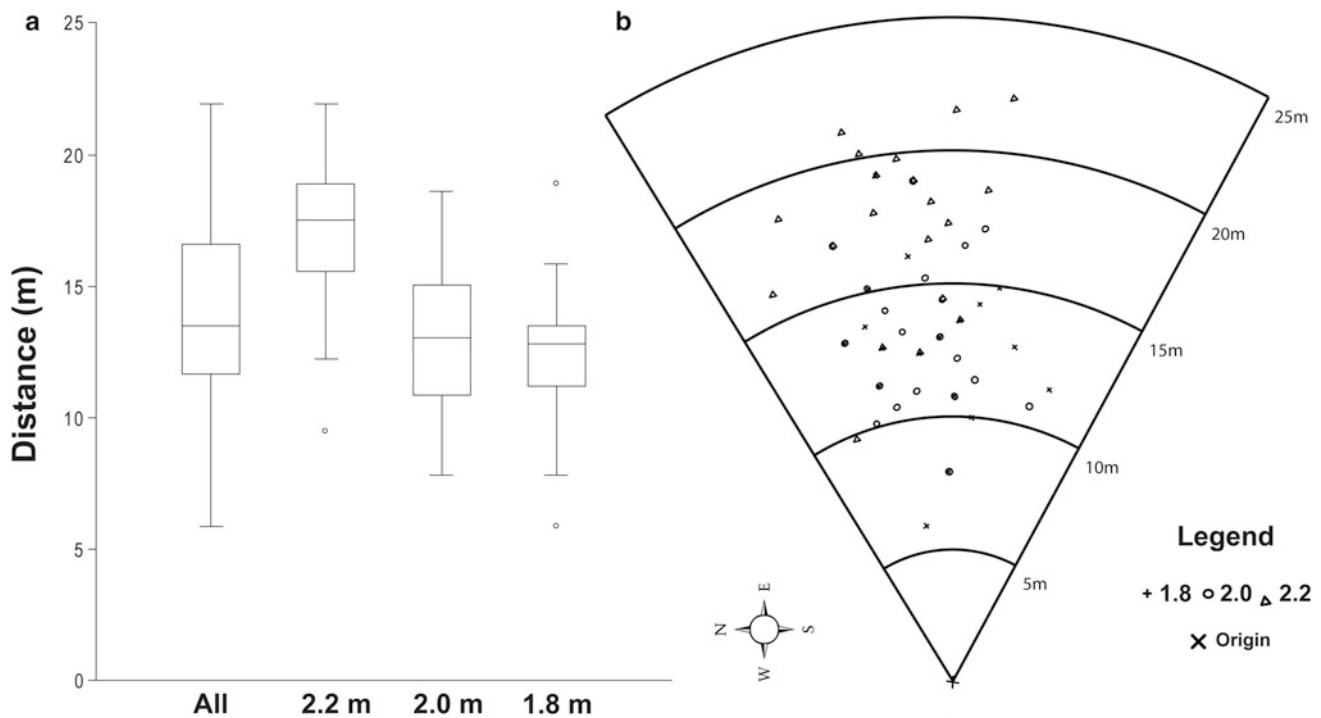 a
Distance (m)
25
20
15
10
5
0
All 2.2 m 2.0 m 1.8 m
b
25m
20m
15m
10m
5m
E
N S
W
Legend
+ 1.8 o 2.0 △ 2.2
× Origin